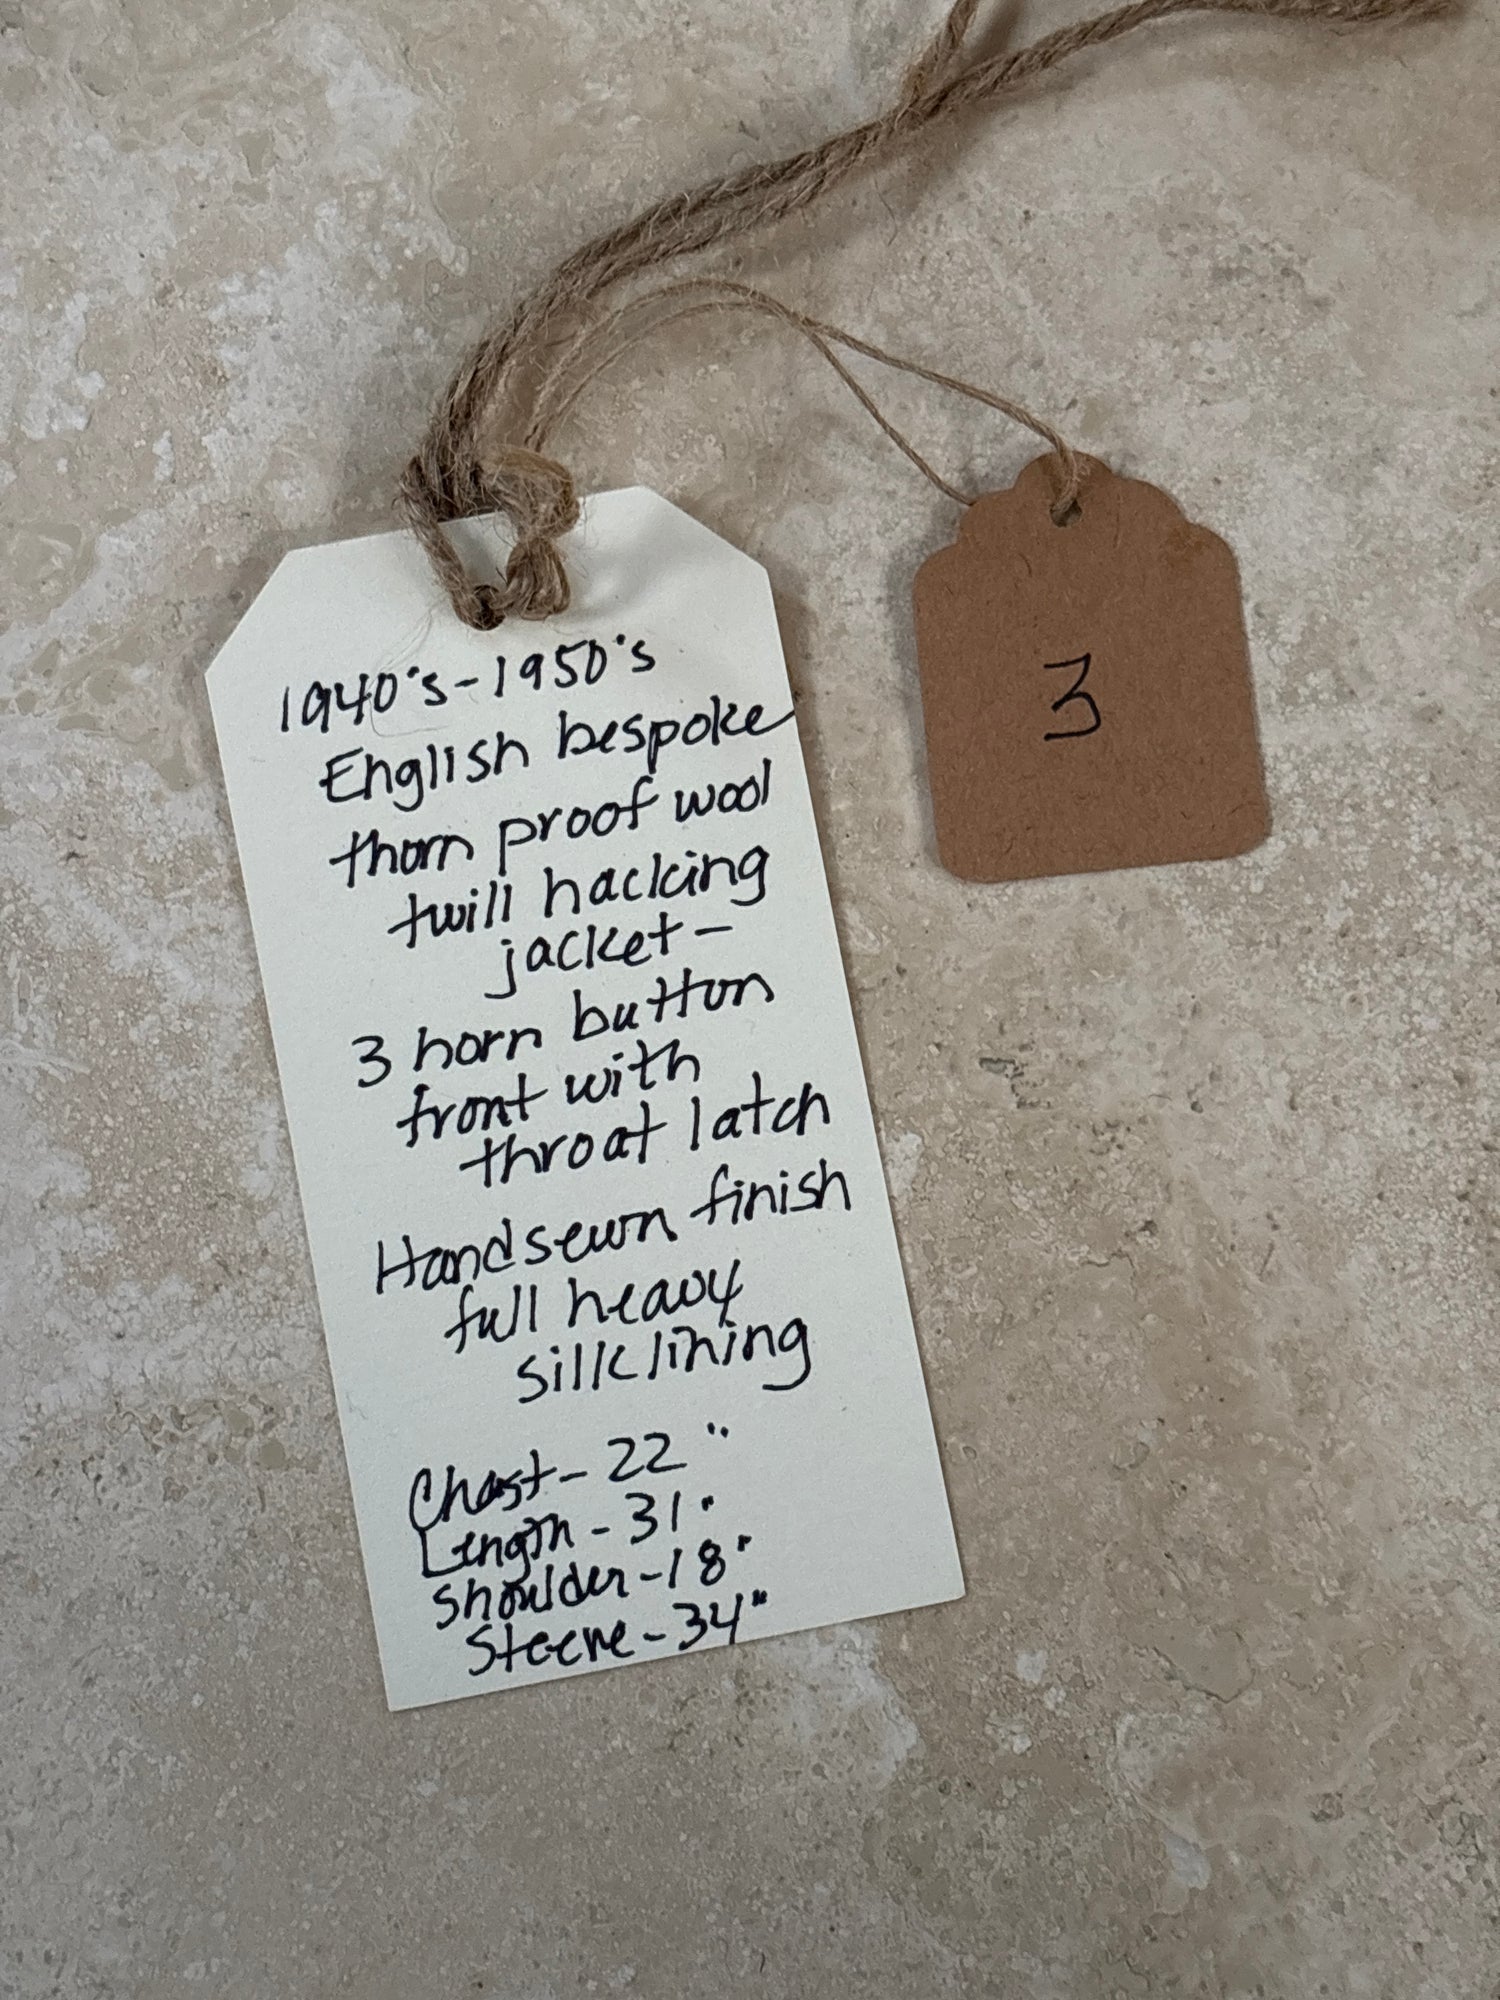 1940's-1950's
English bespoke
thorn proof wool
twill hacking
jacket-
3 horn button
front with
throat latch
Handsewn finish
full heavy
silk lining
Chest-22"
Length-31"
Shoulder-18"
Sleeve-34"
3